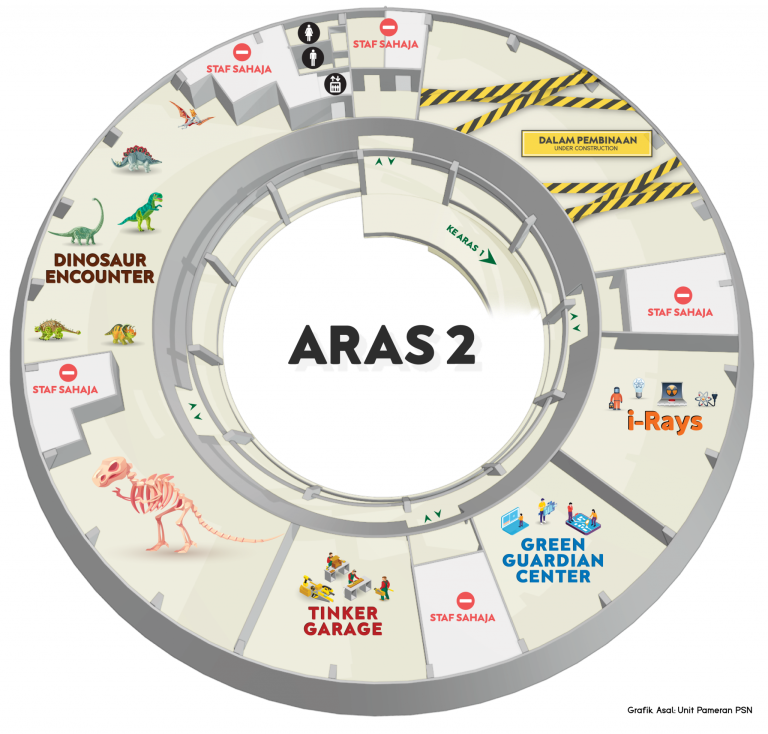 STAF SAHAJA
STAF SAHAJA
DALAM PEMBINAAN
UNDER CONSTRUCTION
KE ARAS 1
DINOSAUR
ENCOUNTER
STAF SAHAJA
ARAS 2
STAF SAHAJA
i-Rays
GREEN
GUARDIAN
CENTER
TINKER
GARAGE
STAF SAHAJA
Grafik Asal: Unit Pameran PSN